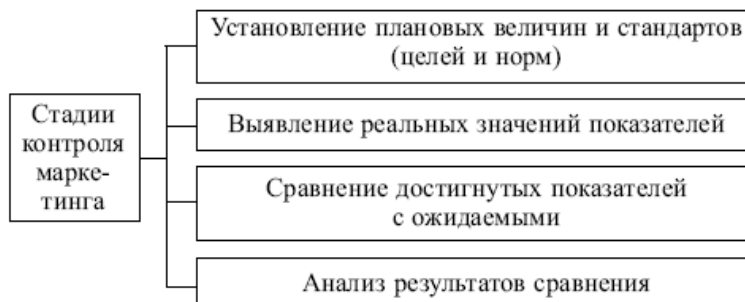 Стадии
контроля
марке-
тинга
Установление плановых величин и стандартов
(целей и норм)
Выявление реальных значений показателей
Сравнение достигнутых показателей
с ожидаемыми
Анализ результатов сравнения